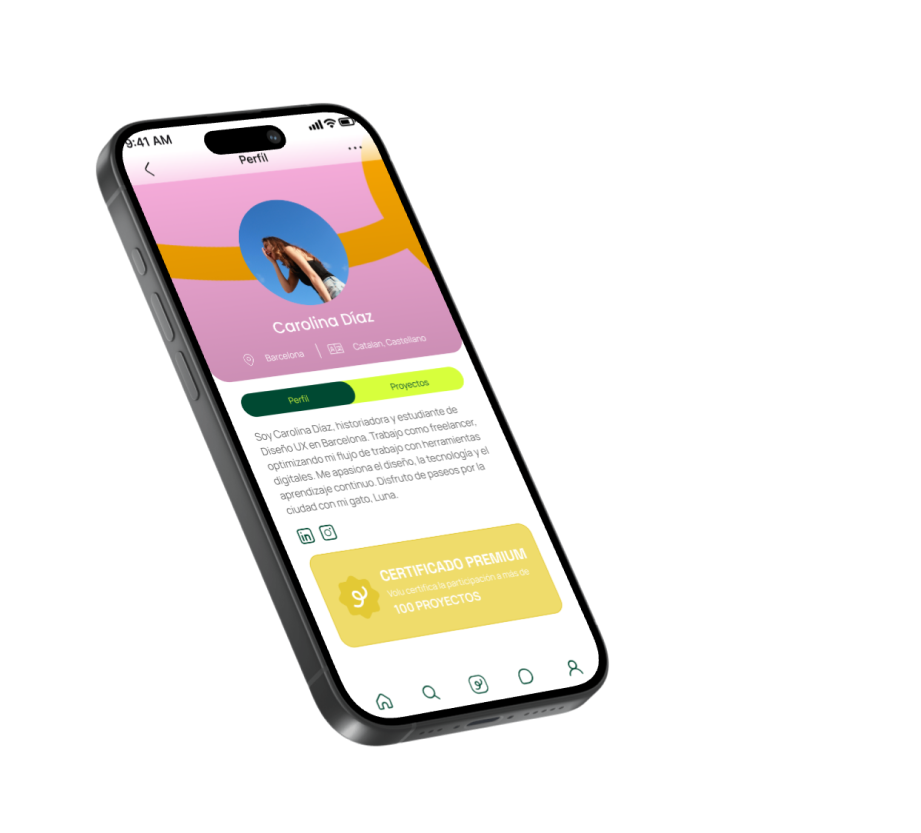 9:41 AM
Perfil
Carolina Díaz
Barcelona
Catalan, Castellano
Perfil
Proyectos
Soy Carolina Díaz, historiadora y estudiante de
Diseño UX en Barcelona. Trabajo como freelancer,
optimizando mi flujo de trabajo con herramientas
digitales. Me apasiona el diseño, la tecnología y el
aprendizaje continuo. Disfruto de paseos por la
ciudad con mi gato, Luna.
in
CERTIFICADO PREMIUM
Volu certifica la participación a más de
100 PROYECTOS